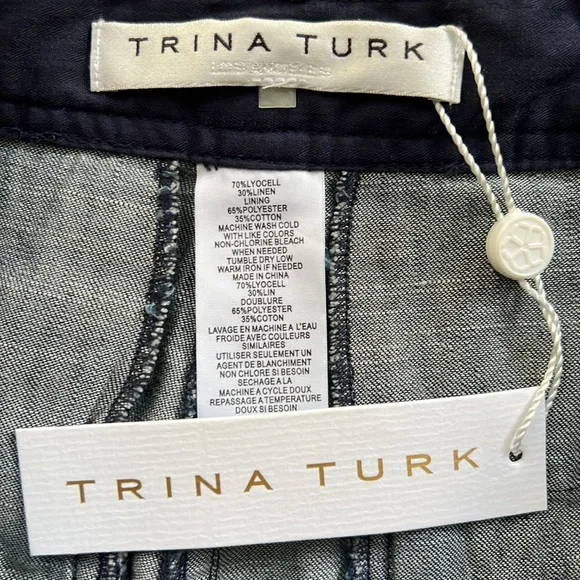 TRINA TURK
70%LYOCELL
30%LINEN
LINING
65%POLYESTER
35%COTTON
MACHINE WASH COLD
WITH LIKE COLORS
NON-CHLORINE BLEACH
WHEN NEEDED
TUMBLE DRY LOW
WARM IRON IF NEEDED
MADE IN CHINA
70%LYOCELL
30%LIN
DOUBLURE
65%POLYESTER
35%COTON
LAVAGE EN MACHINE A L'EAU
FROIDE AVEC COULEURS
SIMILAIRES
UTILISER SEULEMENT UN
AGENT DE BLANCHIMENT
NON CHLORE SI BESOIN
SECHAGE A LA
MACHINE A CYCLE DOUX
REPASSAGE A TEMPERATURE
DOUX SI BESOIN
TRINA TURK